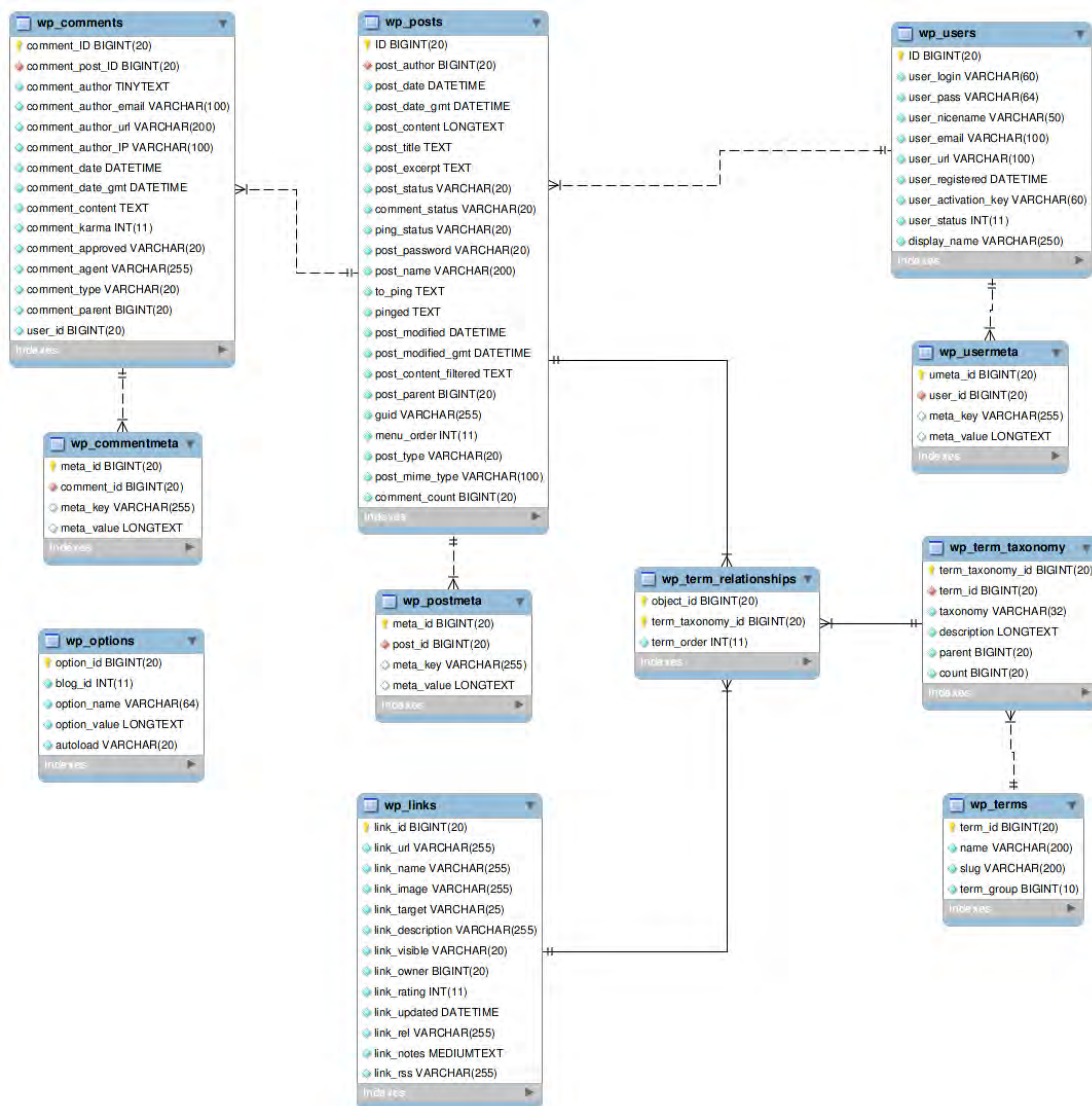 wp_comments
comment_ID BIGINT(20)
comment_post_ID BIGINT(20)
comment_author TINYTEXT
comment_author_email VARCHAR(100)
comment_author_url VARCHAR(200)
comment_author_IP VARCHAR(100)
comment_date DATETIME
comment_date_gmt DATETIME
comment_content TEXT
comment_karma INT(11)
comment_approved VARCHAR(20)
comment_agent VARCHAR(255)
comment_type VARCHAR(20)
comment_parent BIGINT(20)
user_id BIGINT(20)
Indexes
wp_posts
ID BIGINT(20)
post_author BIGINT(20)
post_date DATETIME
post_date_gmt DATETIME
post_content LONGTEXT
post_title TEXT
post_excerpt TEXT
post_status VARCHAR(20)
comment_status VARCHAR(20)
ping_status VARCHAR(20)
post_password VARCHAR(20)
post_name VARCHAR(200)
to_ping TEXT
pinged TEXT
post_modified DATETIME
post_modified_gmt DATETIME
post_content_filtered TEXT
post_parent BIGINT(20)
guid VARCHAR(255)
menu_order INT(11)
post_type VARCHAR(20)
post_mime_type VARCHAR(100)
comment_count BIGINT(20)
Indexes
wp_users
ID BIGINT(20)
user_login VARCHAR(60)
user_pass VARCHAR(64)
user_nicename VARCHAR(50)
user_email VARCHAR(100)
user_url VARCHAR(100)
user_registered DATETIME
user_activation_key VARCHAR(60)
user_status INT(11)
display_name VARCHAR(250)
Indexes
wp_usermeta
umeta_id BIGINT(20)
user_id BIGINT(20)
meta_key VARCHAR(255)
meta_value LONGTEXT
Indexes
wp_commentmeta
meta_id BIGINT(20)
comment_id BIGINT(20)
meta_key VARCHAR(255)
meta_value LONGTEXT
Indexes
wp_options
option_id BIGINT(20)
blog_id INT(11)
option_name VARCHAR(64)
option_value LONGTEXT
autoload VARCHAR(20)
Indexes
wp_postmeta
meta_id BIGINT(20)
post_id BIGINT(20)
meta_key VARCHAR(255)
meta_value LONGTEXT
Indexes
wp_term_relationships
object_id BIGINT(20)
term_taxonomy_id BIGINT(20)
term_order INT(11)
Indexes
wp_term_taxonomy
term_taxonomy_id BIGINT(20)
term_id BIGINT(20)
taxonomy VARCHAR(32)
description LONGTEXT
parent BIGINT(20)
count BIGINT(20)
Indexes
wp_links
link_id BIGINT(20)
link_url VARCHAR(255)
link_name VARCHAR(255)
link_image VARCHAR(255)
link_target VARCHAR(25)
link_description VARCHAR(255)
link_visible VARCHAR(20)
link_owner BIGINT(20)
link_rating INT(11)
link_updated DATETIME
link_rel VARCHAR(255)
link_notes MEDIUMTEXT
link_rss VARCHAR(255)
Indexes
wp_terms
term_id BIGINT(20)
name VARCHAR(200)
slug VARCHAR(200)
term_group BIGINT(10)
Indexes